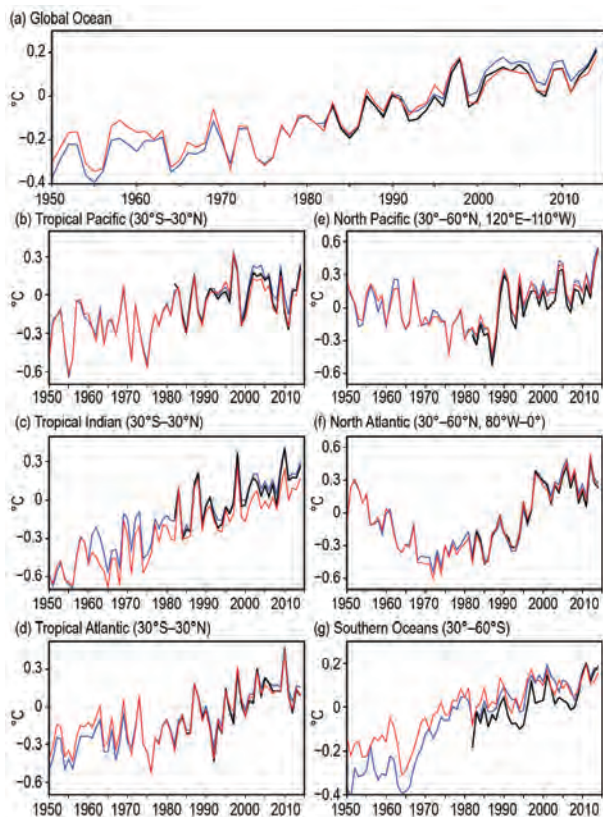 (a) Global Ocean
0.2
0
−0.2
−0.4
°C
1950 1960 1970 1980 1990 2000 2010
(b) Tropical Pacific (30°S–30°N)
0.3
0
−0.3
−0.6
°C
1950 1960 1970 1980 1990 2000 2010
(e) North Pacific (30°–60°N, 120°E–110°W)
0.6
0.3
0
−0.3
−0.6
°C
1950 1960 1970 1980 1990 2000 2010
(c) Tropical Indian (30°S–30°N)
0.3
0
−0.3
−0.6
°C
1950 1960 1970 1980 1990 2000 2010
(f) North Atlantic (30°–60°N, 80°W–0°)
0.6
0.3
0
−0.3
−0.6
°C
1950 1960 1970 1980 1990 2000 2010
(d) Tropical Atlantic (30°S–30°N)
0.3
0
−0.3
−0.6
°C
1950 1960 1970 1980 1990 2000 2010
(g) Southern Oceans (30°–60°S)
0.2
0
−0.2
−0.4
°C
1950 1960 1970 1980 1990 2000 2010